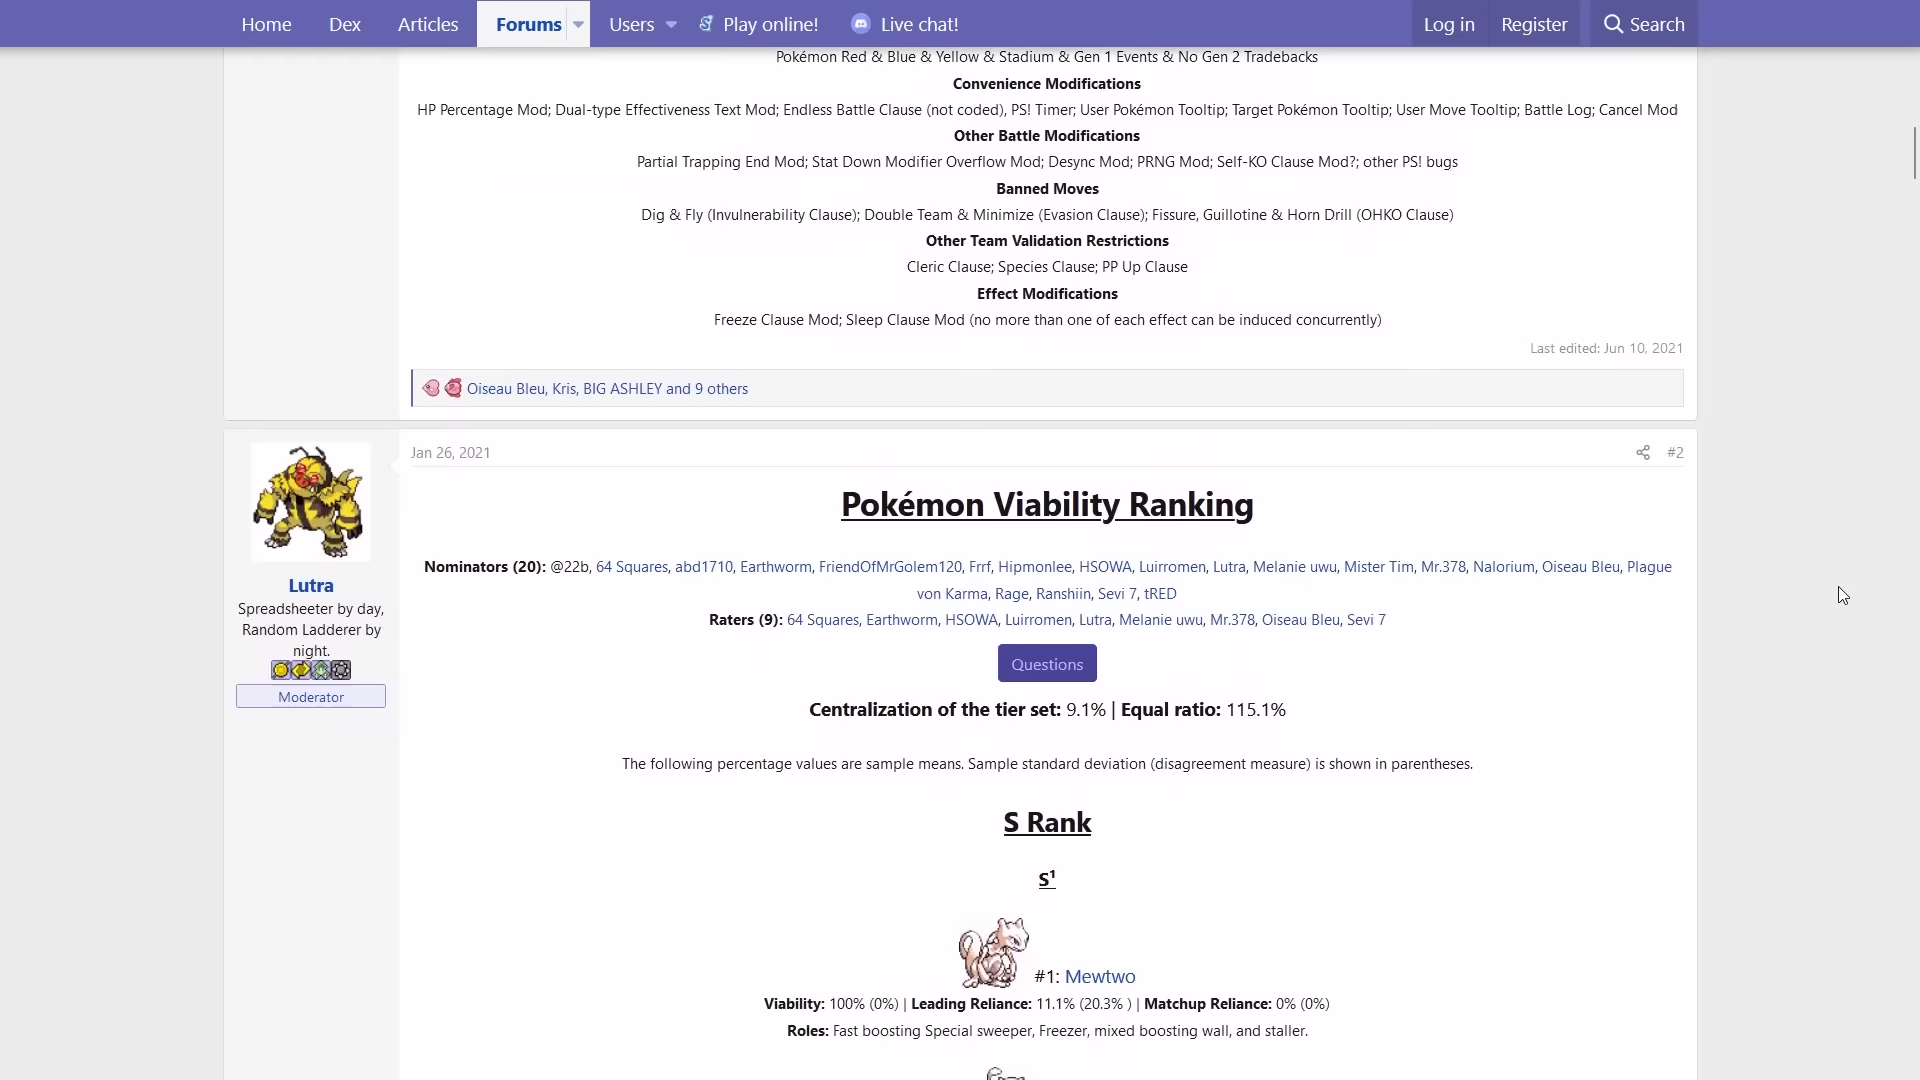 Home Dex Articles Forums Users Play online! Live chat! Log in Register Search
Pokémon Red & Blue & Yellow & Stadium & Gen 1 Events & No Gen 2 Tradebacks
Convenience Modifications
HP Percentage Mod; Dual-type Effectiveness Text Mod; Endless Battle Clause (not coded), PS! Timer; User Pokémon Tooltip; Target Pokémon Tooltip; User Move Tooltip; Battle Log; Cancel Mod
Other Battle Modifications
Partial Trapping End Mod; Stat Down Modifier Overflow Mod; Desync Mod; PRNG Mod; Self-KO Clause Mod?; other PS! bugs
Banned Moves
Dig & Fly (Invulnerability Clause); Double Team & Minimize (Evasion Clause); Fissure, Guillotine & Horn Drill (OHKO Clause)
Other Team Validation Restrictions
Cleric Clause; Species Clause; PP Up Clause
Effect Modifications
Freeze Clause Mod; Sleep Clause Mod (no more than one of each effect can be induced concurrently)
Last edited: Jun 10, 2021
Oiseau Bleu, Kris, BIG ASHLEY and 9 others
Lutra
Spreadsheeter by day,
Random Ladderer by
night.
Moderator
Jan 26, 2021 #2
Pokémon Viability Ranking
Nominators (20): @22b, 64 Squares, abd1710, Earthworm, FriendOfMrGolem120, Frrf, Hipmonlee, HSOWA, Luirromen, Lutra, Melanie uwu, Mister Tim, Mr.378, Nalorium, Oiseau Bleu, Plague
von Karma, Rage, Ranshiin, Sevi 7, tRED
Raters (9): 64 Squares, Earthworm, HSOWA, Luirromen, Lutra, Melanie uwu, Mr.378, Oiseau Bleu, Sevi 7
Questions
Centralization of the tier set: 9.1% | Equal ratio: 115.1%
The following percentage values are sample means. Sample standard deviation (disagreement measure) is shown in parentheses.
S Rank
S¹
#1: Mewtwo
Viability: 100% (0%) | Leading Reliance: 11.1% (20.3% ) | Matchup Reliance: 0% (0%)
Roles: Fast boosting Special sweeper, Freezer, mixed boosting wall, and staller.